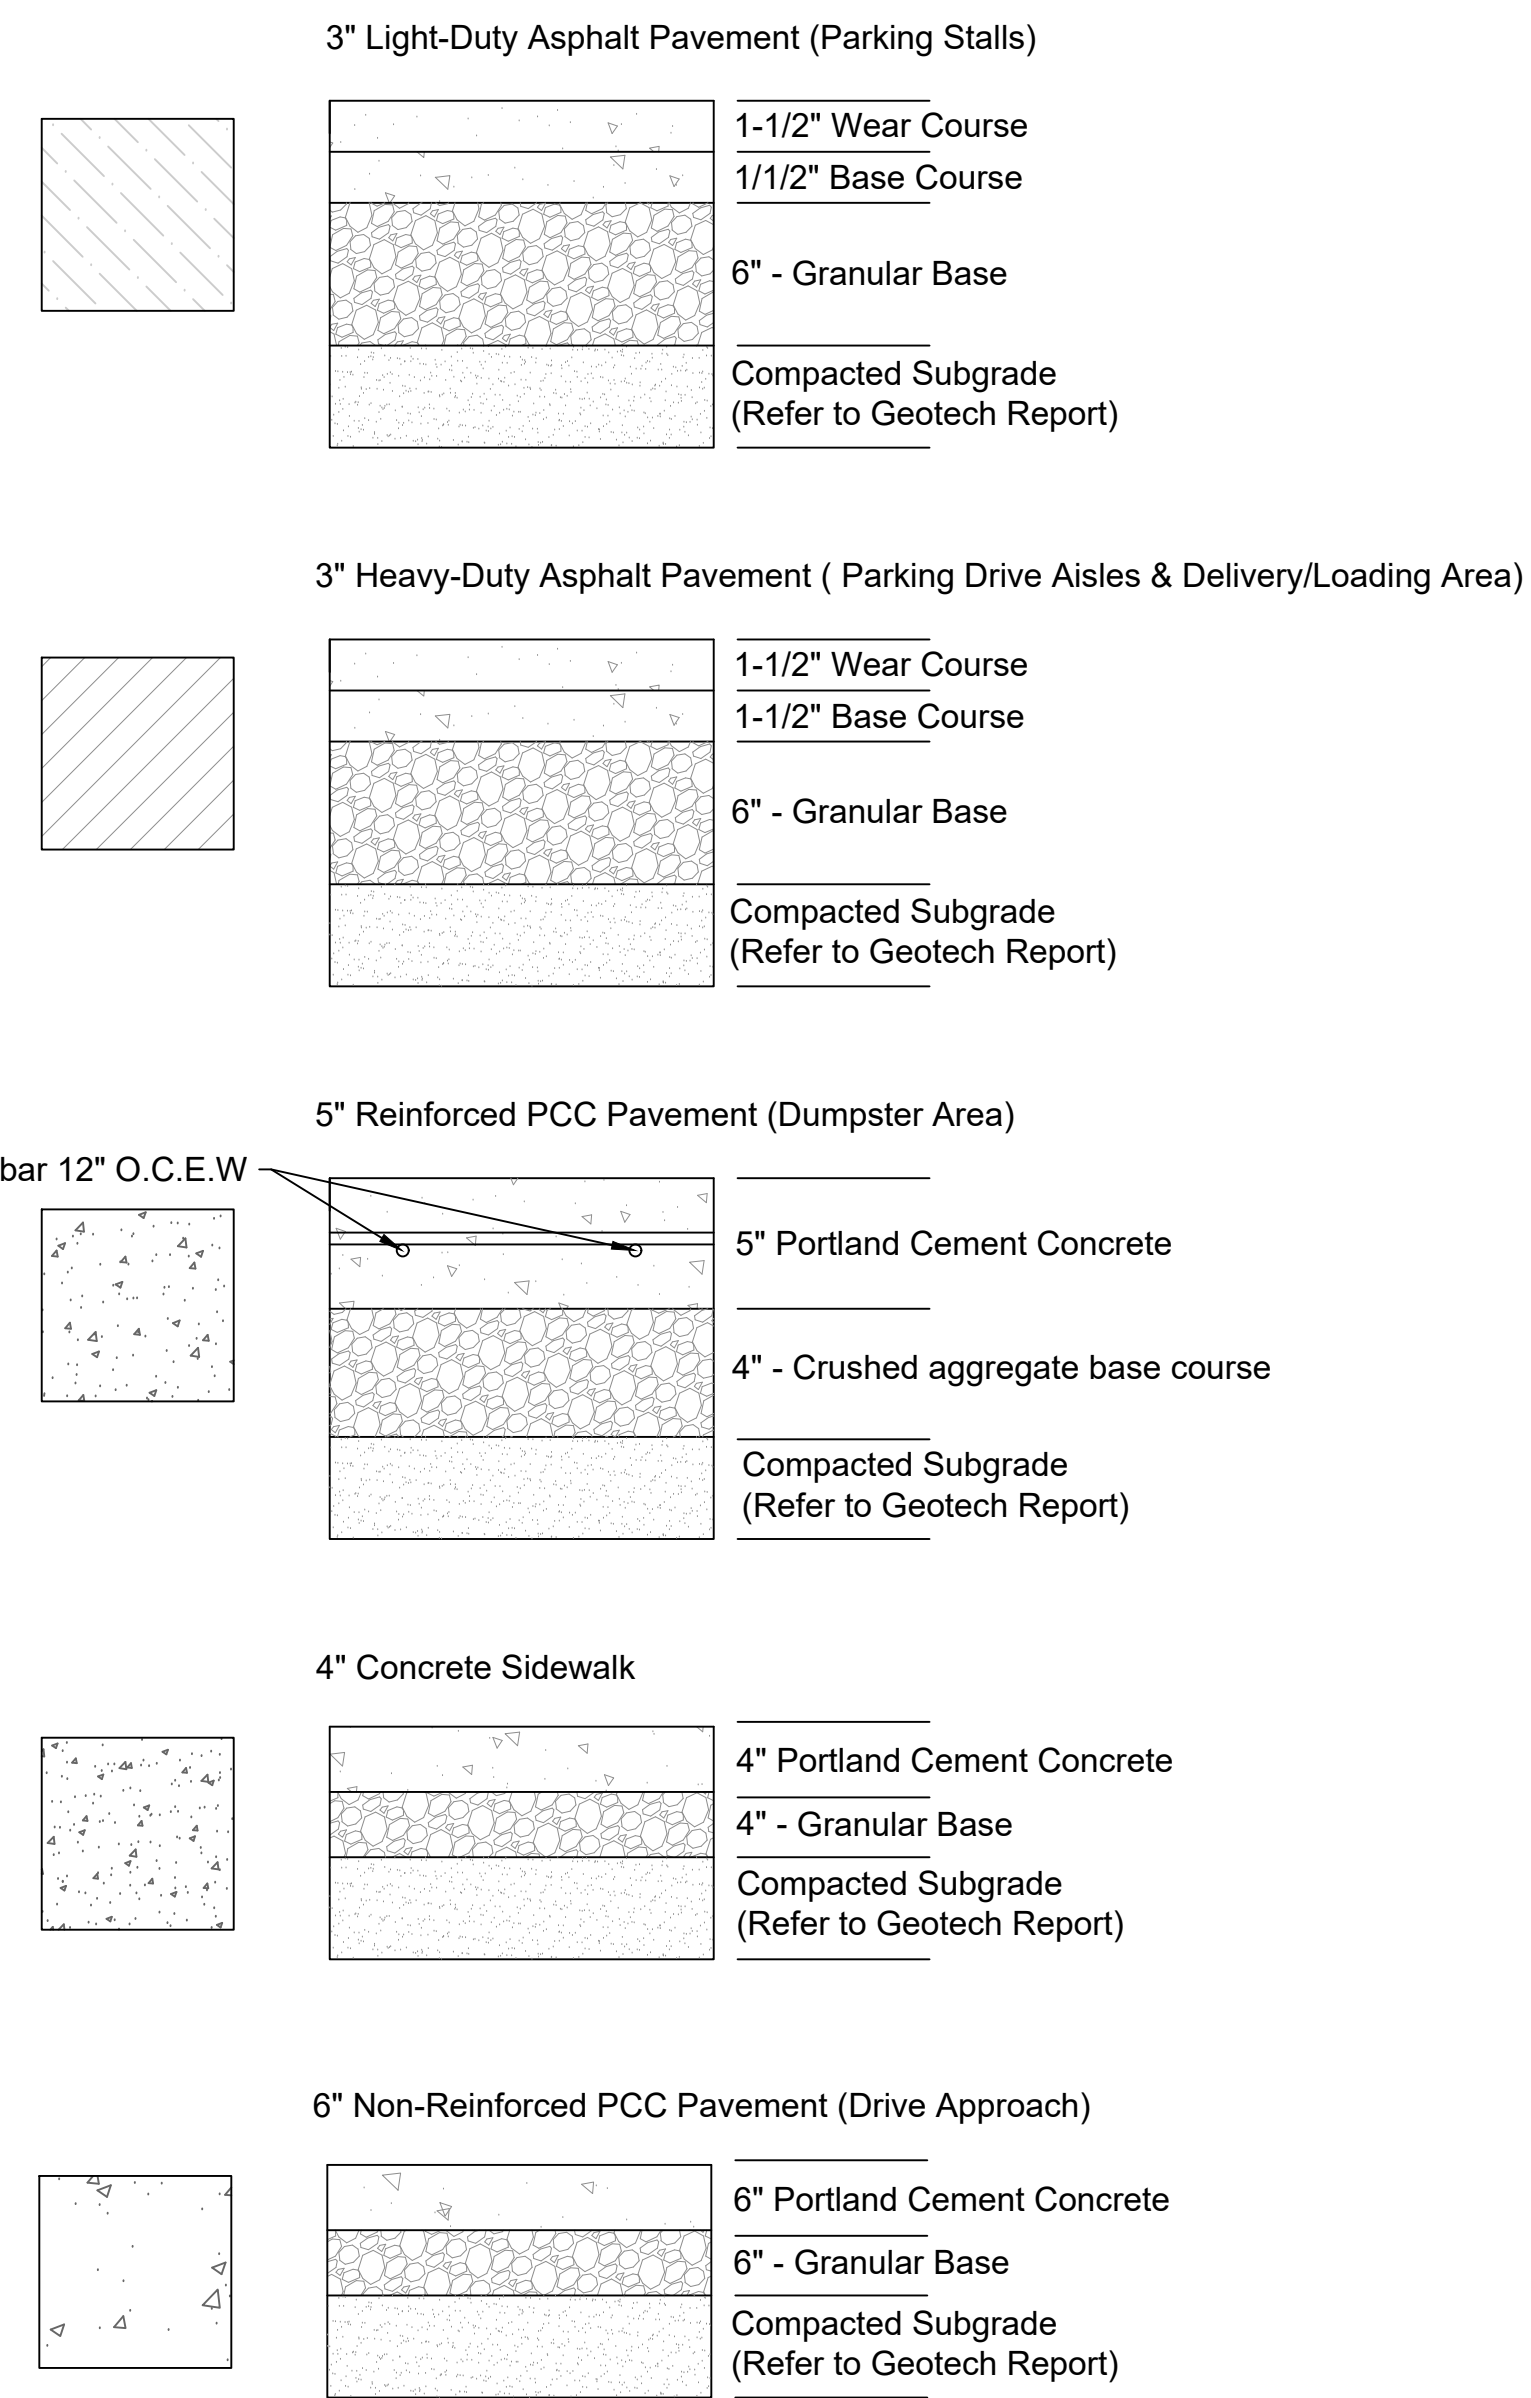 3" Light-Duty Asphalt Pavement (Parking Stalls)
1-1/2" Wear Course
1/1/2" Base Course
6" - Granular Base
Compacted Subgrade
(Refer to Geotech Report)
3" Heavy-Duty Asphalt Pavement ( Parking Drive Aisles & Delivery/Loading Area)
1-1/2" Wear Course
1-1/2" Base Course
6" - Granular Base
Compacted Subgrade
(Refer to Geotech Report)
5" Reinforced PCC Pavement (Dumpster Area)
bar 12" O.C.E.W
5" Portland Cement Concrete
4" - Crushed aggregate base course
Compacted Subgrade
(Refer to Geotech Report)
4" Concrete Sidewalk
4" Portland Cement Concrete
4" - Granular Base
Compacted Subgrade
(Refer to Geotech Report)
6" Non-Reinforced PCC Pavement (Drive Approach)
6" Portland Cement Concrete
6" - Granular Base
Compacted Subgrade
(Refer to Geotech Report)